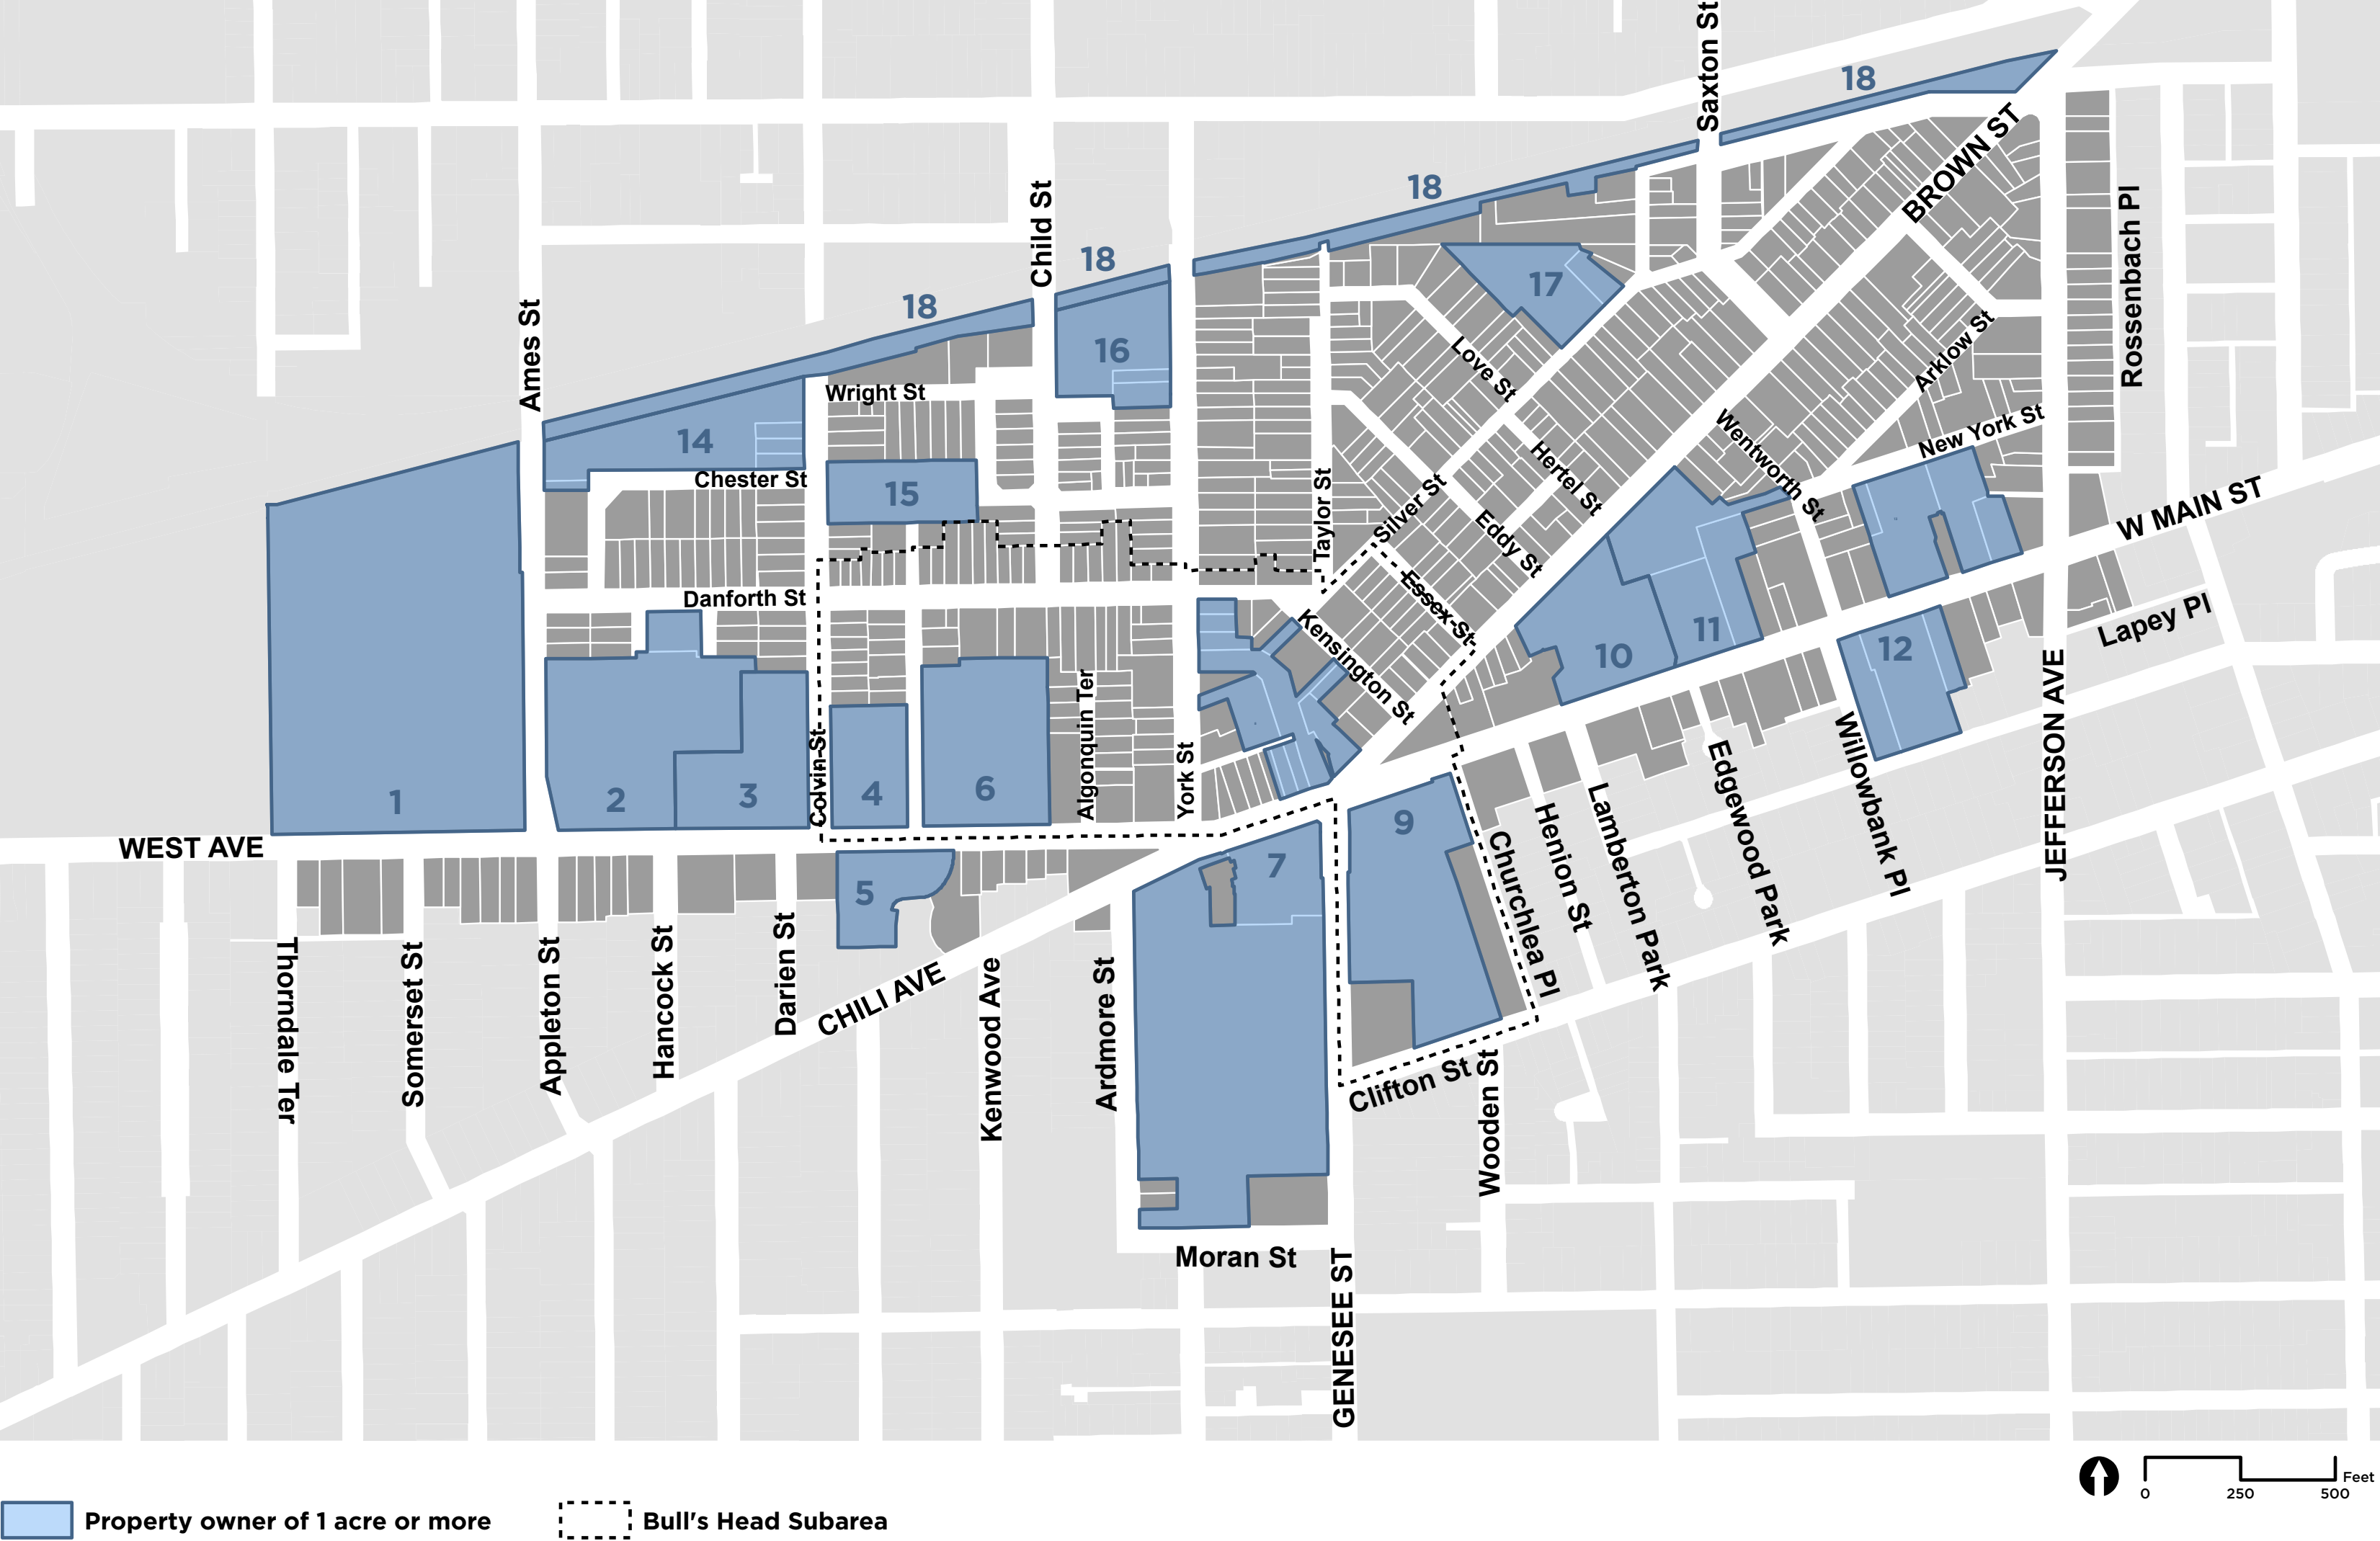 Saxton St
18
BROWN ST
18
Child St
Rossenbach Pl
18
17
18
Ames St
16
Love St
Arklow St
Wright St
New York St
14
Wentworth St
Chester St
15
Hertel St
Silver St
Taylor St
Eddy St
W MAIN ST
Danforth St
Essex St
Kensington St
11
10
12
Lapey Pl
Algonquin Ter
York St
Colvin St
1
2
3
4
6
9
7
5
WEST AVE
Willowbank Pl
Edgewood Park
JEFFERSON AVE
Lamberton Park
Henion St
Churchlea Pl
Thorndale Ter
Somerset St
Appleton St
Hancock St
Darien St
CHILI AVE
Kenwood Ave
Ardmore St
Clifton St
Wooden St
Moran St
GENESEE ST
0 250 500 Feet
Property owner of 1 acre or more
Bull's Head Subarea